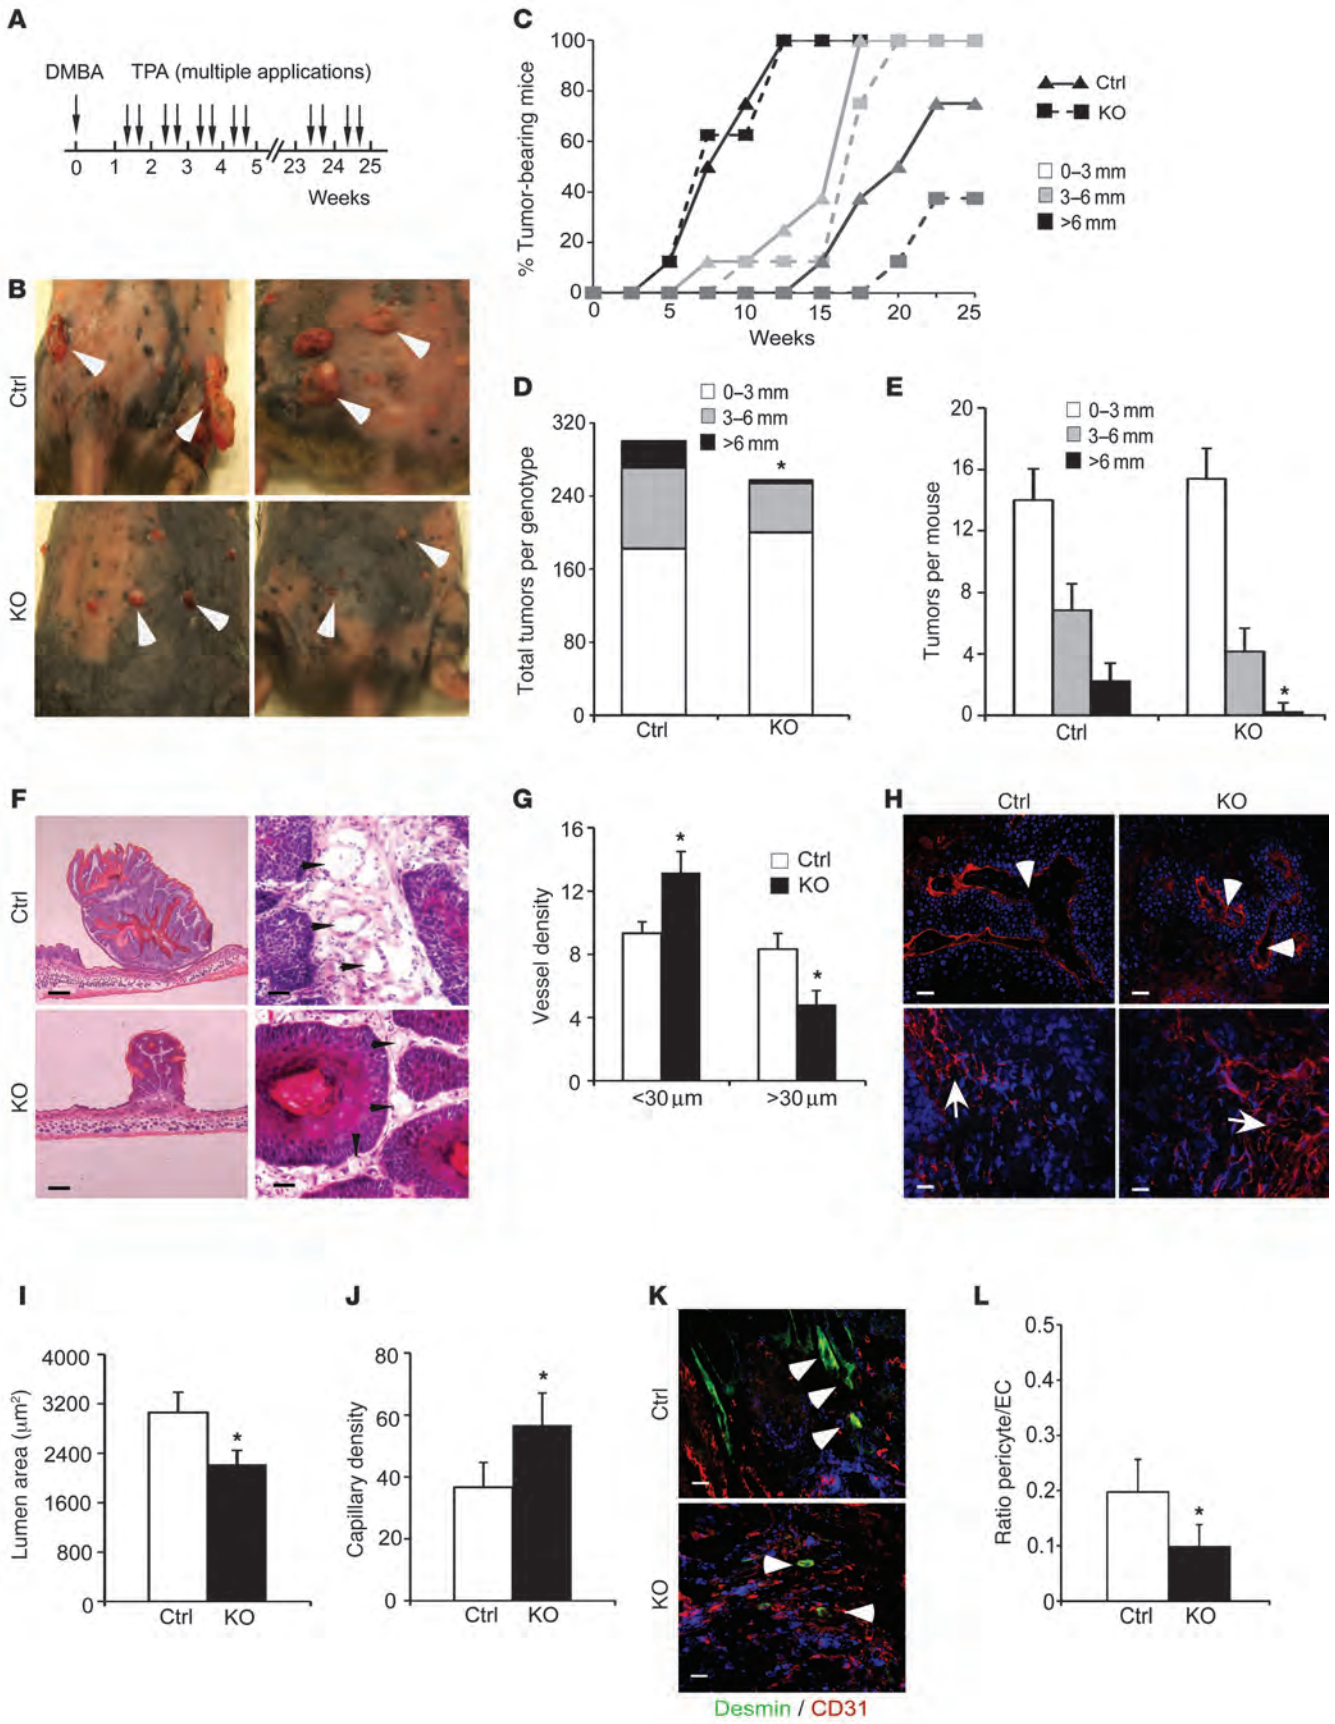 A
DMBA
TPA (multiple applications)
0 1 2 3 4 5 23 24 25
Weeks
B
Ctrl
KO
C
% Tumor-bearing mice
100
80
60
40
20
0
0 5 10 15 20 25
Weeks
Ctrl
KO
0–3 mm
3–6 mm
>6 mm
D
0–3 mm
3–6 mm
>6 mm
Total tumors per genotype
320
240
160
80
0
*
Ctrl KO
E
0–3 mm
3–6 mm
>6 mm
Tumors per mouse
20
16
12
8
4
0
*
Ctrl KO
F
Ctrl
KO
G
Vessel density
16
12
8
4
0
Ctrl
KO
*
*
<30 μm >30 μm
H
Ctrl KO
I
Lumen area (μm²)
4000
3200
2400
1600
800
0
*
Ctrl KO
J
Capillary density
80
60
40
20
0
*
Ctrl KO
K
Ctrl
KO
Desmin / CD31
L
Ratio pericyte/EC
0.5
0.4
0.3
0.2
0.1
0
*
Ctrl KO